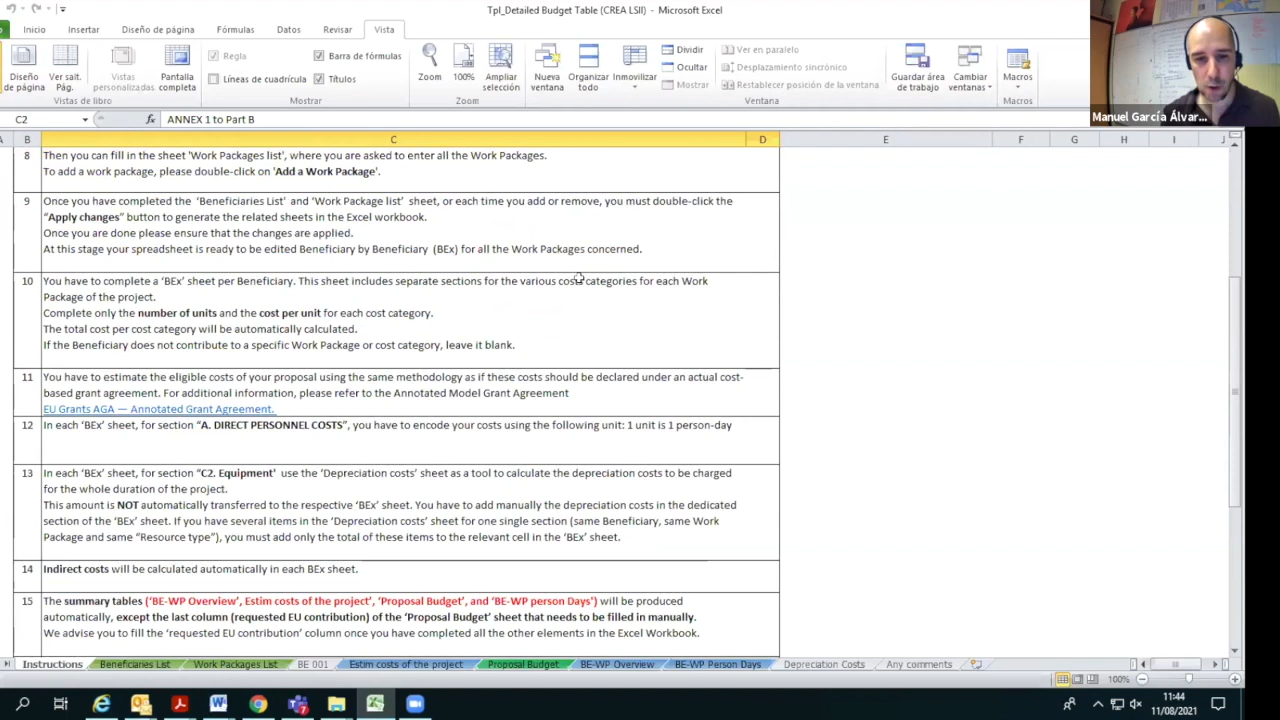 Tpl_Detailed Budget Table (CREA LSII) - Microsoft Excel
Inicio Insertar Diseño de página Fórmulas Datos Revisar Vista
Diseño de página
Ver salt. Pág.
Vistas personalizadas
Pantalla completa
Vistas de libro
Regla
Barra de fórmulas
Líneas de cuadrícula
Títulos
Mostrar
Zoom
100%
Ampliar selección
Zoom
Nueva ventana
Organizar todo
Inmovilizar
Dividir
Ocultar
Mostrar
Ver en paralelo
Desplazamiento sincrónico
Restablecer posición de la ventana
Guardar área de trabajo
Cambiar ventanas
Ventana
Macros
Macros
Manuel García Álvar...
C2 fx ANNEX 1 to Part B
A B C D E F G H I J
8 Then you can fill in the sheet 'Work Packages list', where you are asked to enter all the Work Packages.
To add a work package, please double-click on 'Add a Work Package'.
9 Once you have completed the 'Beneficiaries List' and 'Work Package list' sheet, or each time you add or remove, you must double-click the
“Apply changes” button to generate the related sheets in the Excel workbook.
Once you are done please ensure that the changes are applied.
At this stage your spreadsheet is ready to be edited Beneficiary by Beneficiary (BEx) for all the Work Packages concerned.
10 You have to complete a ‘BEx’ sheet per Beneficiary. This sheet includes separate sections for the various costs categories for each Work
Package of the project.
Complete only the number of units and the cost per unit for each cost category.
The total cost per cost category will be automatically calculated.
If the Beneficiary does not contribute to a specific Work Package or cost category, leave it blank.
11 You have to estimate the eligible costs of your proposal using the same methodology as if these costs should be declared under an actual cost-
based grant agreement. For additional information, please refer to the Annotated Model Grant Agreement
EU Grants AGA — Annotated Grant Agreement.
12 In each ‘BEx’ sheet, for section “A. DIRECT PERSONNEL COSTS”, you have to encode your costs using the following unit: 1 unit is 1 person-day
13 In each ‘BEx’ sheet, for section “C2. Equipment' use the ‘Depreciation costs’ sheet as a tool to calculate the depreciation costs to be charged
for the whole duration of the project.
This amount is NOT automatically transferred to the respective ‘BEx’ sheet. You have to add manually the depreciation costs in the dedicated
section of the ‘BEx’ sheet. If you have several items in the ‘Depreciation costs’ sheet for one single section (same Beneficiary, same Work
Package and same “Resource type”), you must add only the total of these items to the relevant cell in the ‘BEx’ sheet.
14 Indirect costs will be calculated automatically in each BEx sheet.
15 The summary tables (‘BE-WP Overview’, Estim costs of the project’, ‘Proposal Budget’, and ‘BE-WP person Days’) will be produced
automatically, except the last column (requested EU contribution) of the ‘Proposal Budget’ sheet that needs to be filled in manually.
We advise you to fill the ‘requested EU contribution’ column once you have completed all the other elements in the Excel Workbook.
Instructions Beneficiaries List Work Packages List BE 001 Estim costs of the project Proposal Budget BE-WP Overview BE-WP Person Days Depreciation Costs Any comments
100%
11:44
11/08/2021